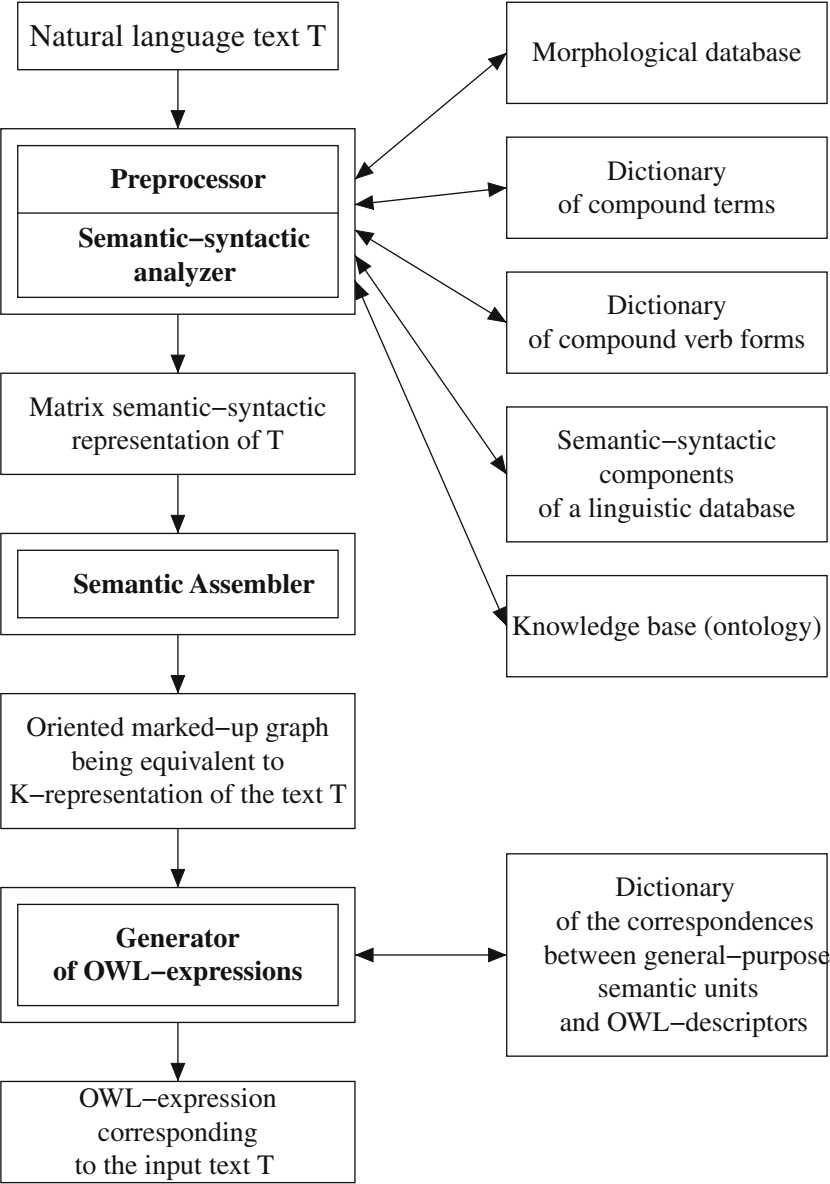 Natural language text T
Preprocessor
Semantic−syntactic
analyzer
Matrix semantic−syntactic
representation of T
Semantic Assembler
Oriented marked−up graph
being equivalent to
K−representation of the text T
Generator
of OWL−expressions
OWL−expression
corresponding
to the input text T
Morphological database
Dictionary
of compound terms
Dictionary
of compound verb forms
Semantic−syntactic
components
of a linguistic database
Knowledge base (ontology)
Dictionary
of the correspondences
between general−purpose
semantic units
and OWL−descriptors